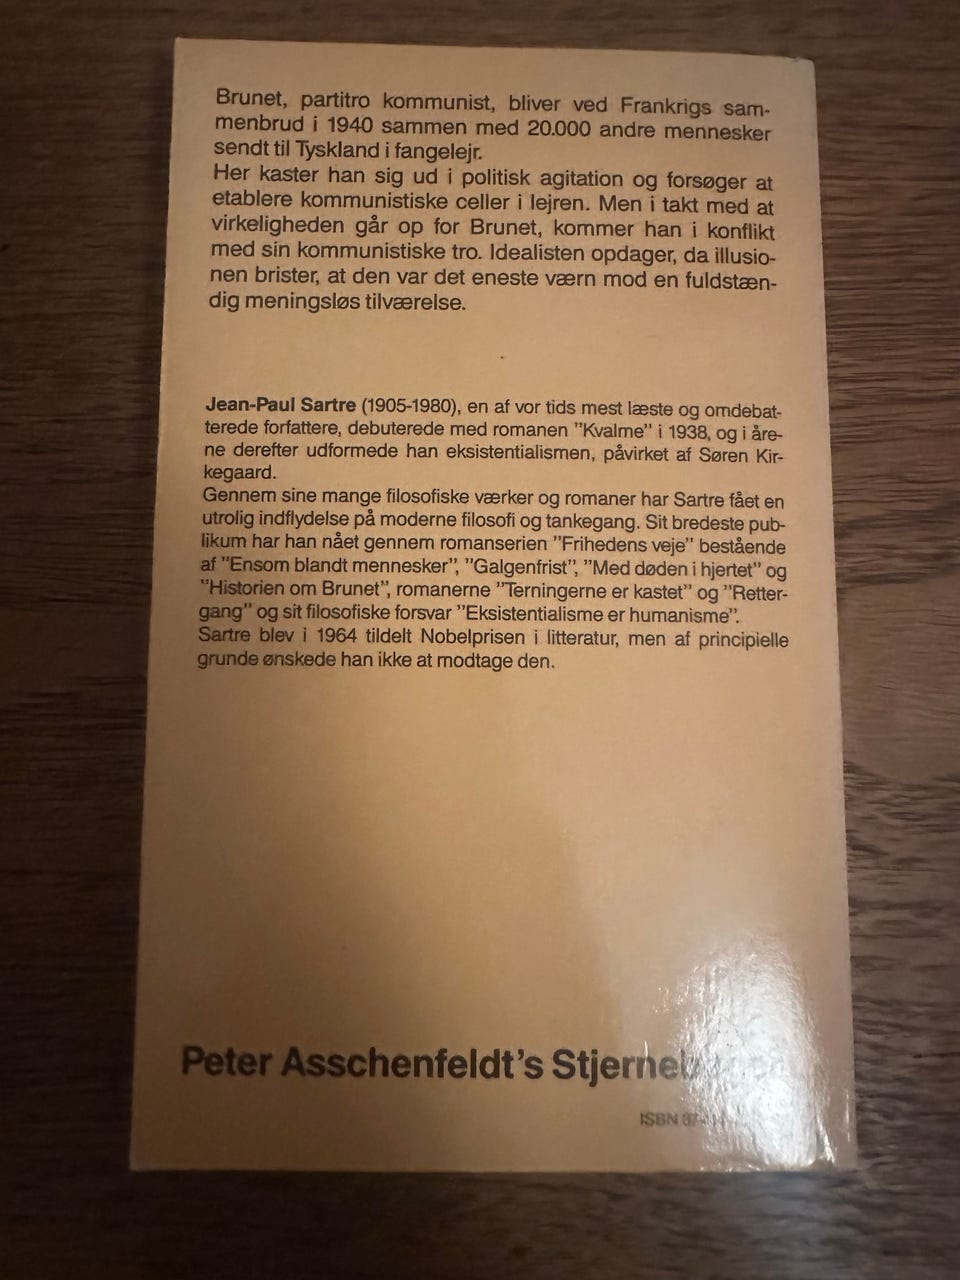 Brunet, partitro kommunist, bliver ved Frankrigs sam-
menbrud i 1940 sammen med 20.000 andre mennesker
sendt til Tyskland i fangelejr.
Her kaster han sig ud i politisk agitation og forsøger at
etablere kommunistiske celler i lejren. Men i takt med at
virkeligheden går op for Brunet, kommer han i konflikt
med sin kommunistiske tro. Idealisten opdager, da illusio-
nen brister, at den var det eneste værn mod en fuldstæn-
dig meningsløs tilværelse.
Jean-Paul Sartre (1905-1980), en af vor tids mest læste og omdebat-
terede forfattere, debuterede med romanen "Kvalme" i 1938, og i åre-
ne derefter udformede han eksistentialismen, påvirket af Søren Kir-
kegaard.
Gennem sine mange filosofiske værker og romaner har Sartre fået en
utrolig indflydelse på moderne filosofi og tankegang. Sit bredeste pub-
likum har han nået gennem romanserien "Frihedens veje" bestående
af "Ensom blandt mennesker", "Galgenfrist", "Med døden i hjertet" og
"Historien om Brunet", romanerne "Terningerne er kastet" og "Retter-
gang" og sit filosofiske forsvar "Eksistentialisme er humanisme".
Sartre blev i 1964 tildelt Nobelprisen i litteratur, men af principielle
grunde ønskede han ikke at modtage den.
Peter Asschenfeldt's
ISBN